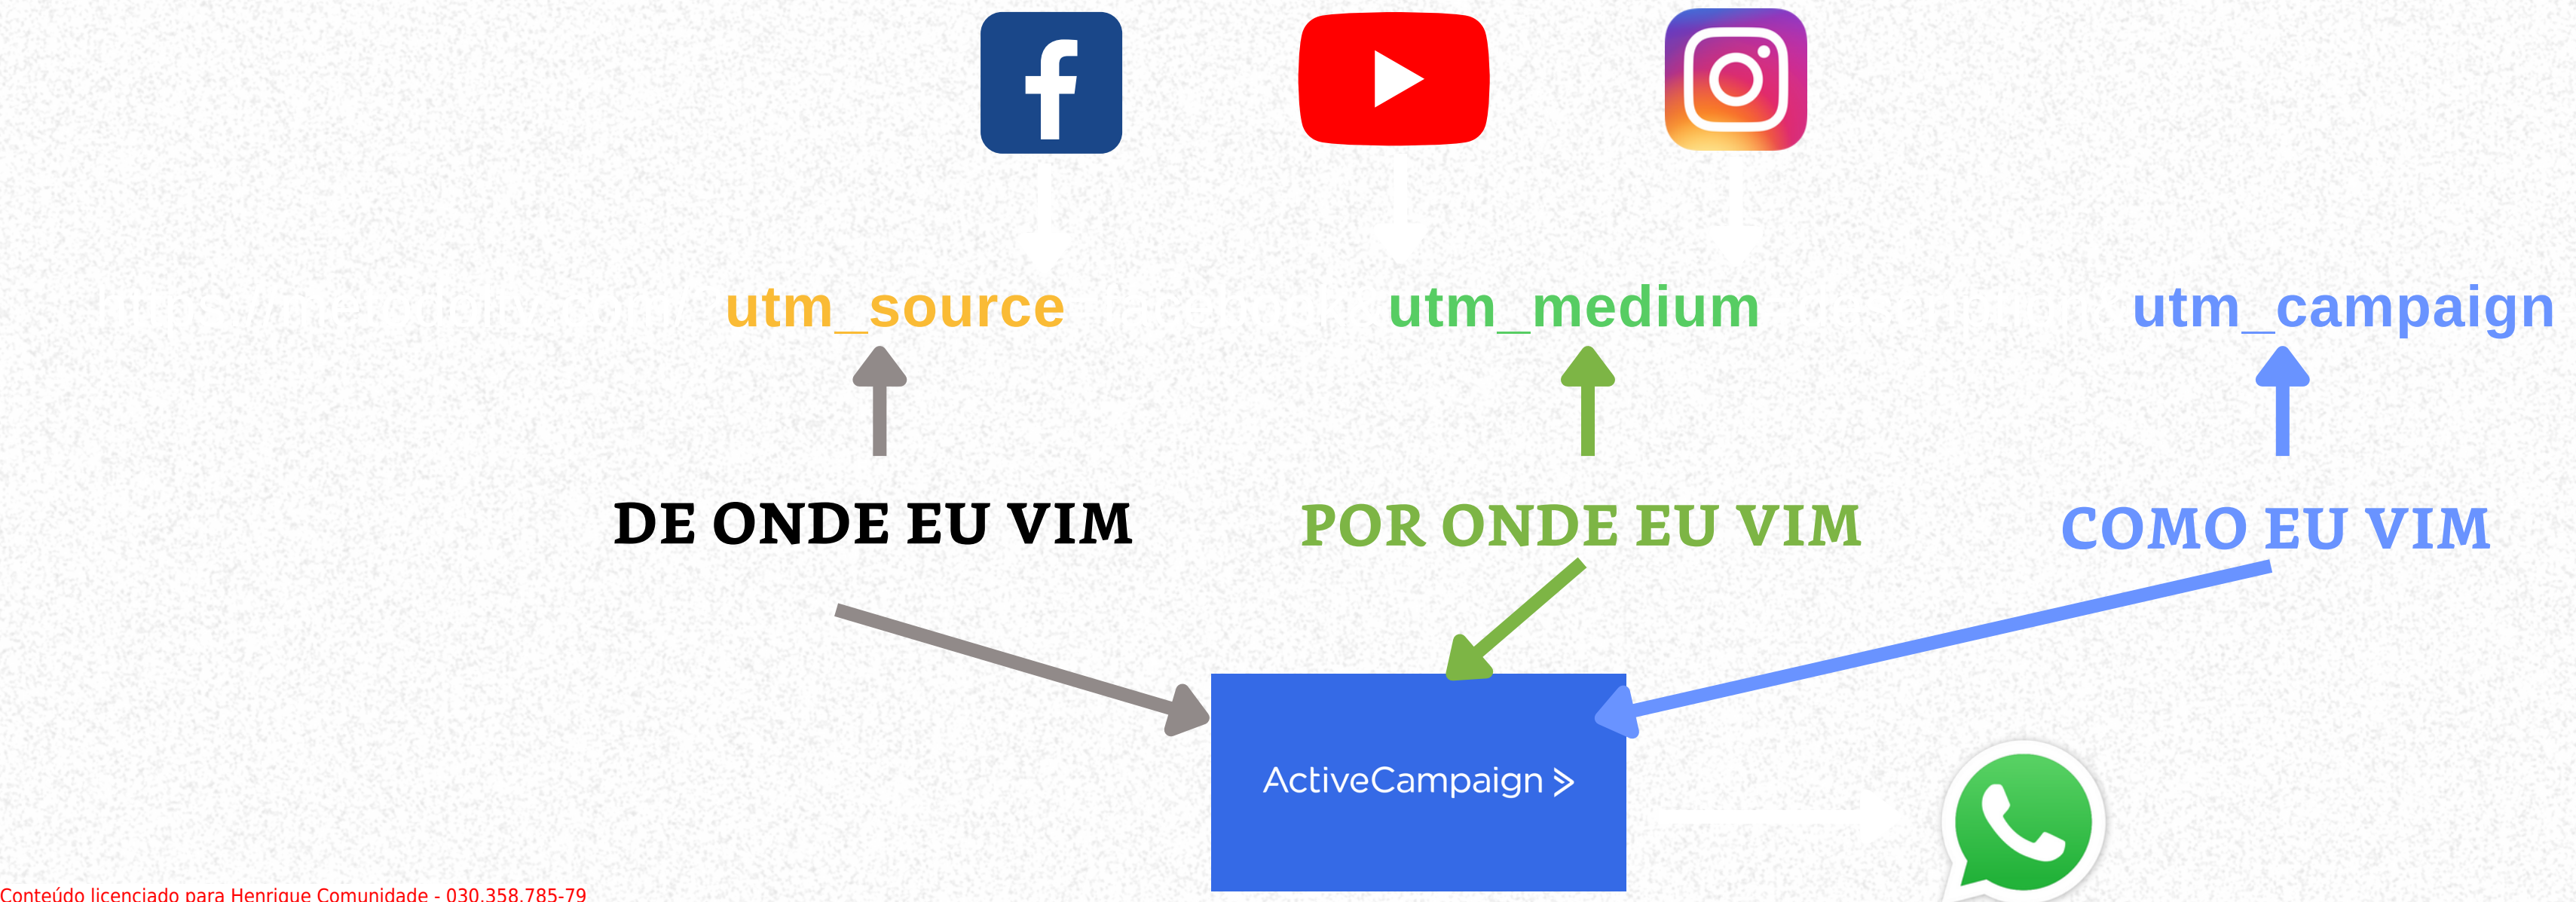 utm_source
utm_medium
utm_campaign
DE ONDE EU VIM
POR ONDE EU VIM
COMO EU VIM
ActiveCampaign
Conteúdo licenciado para Henrique Comunidade - 030.358.785-79